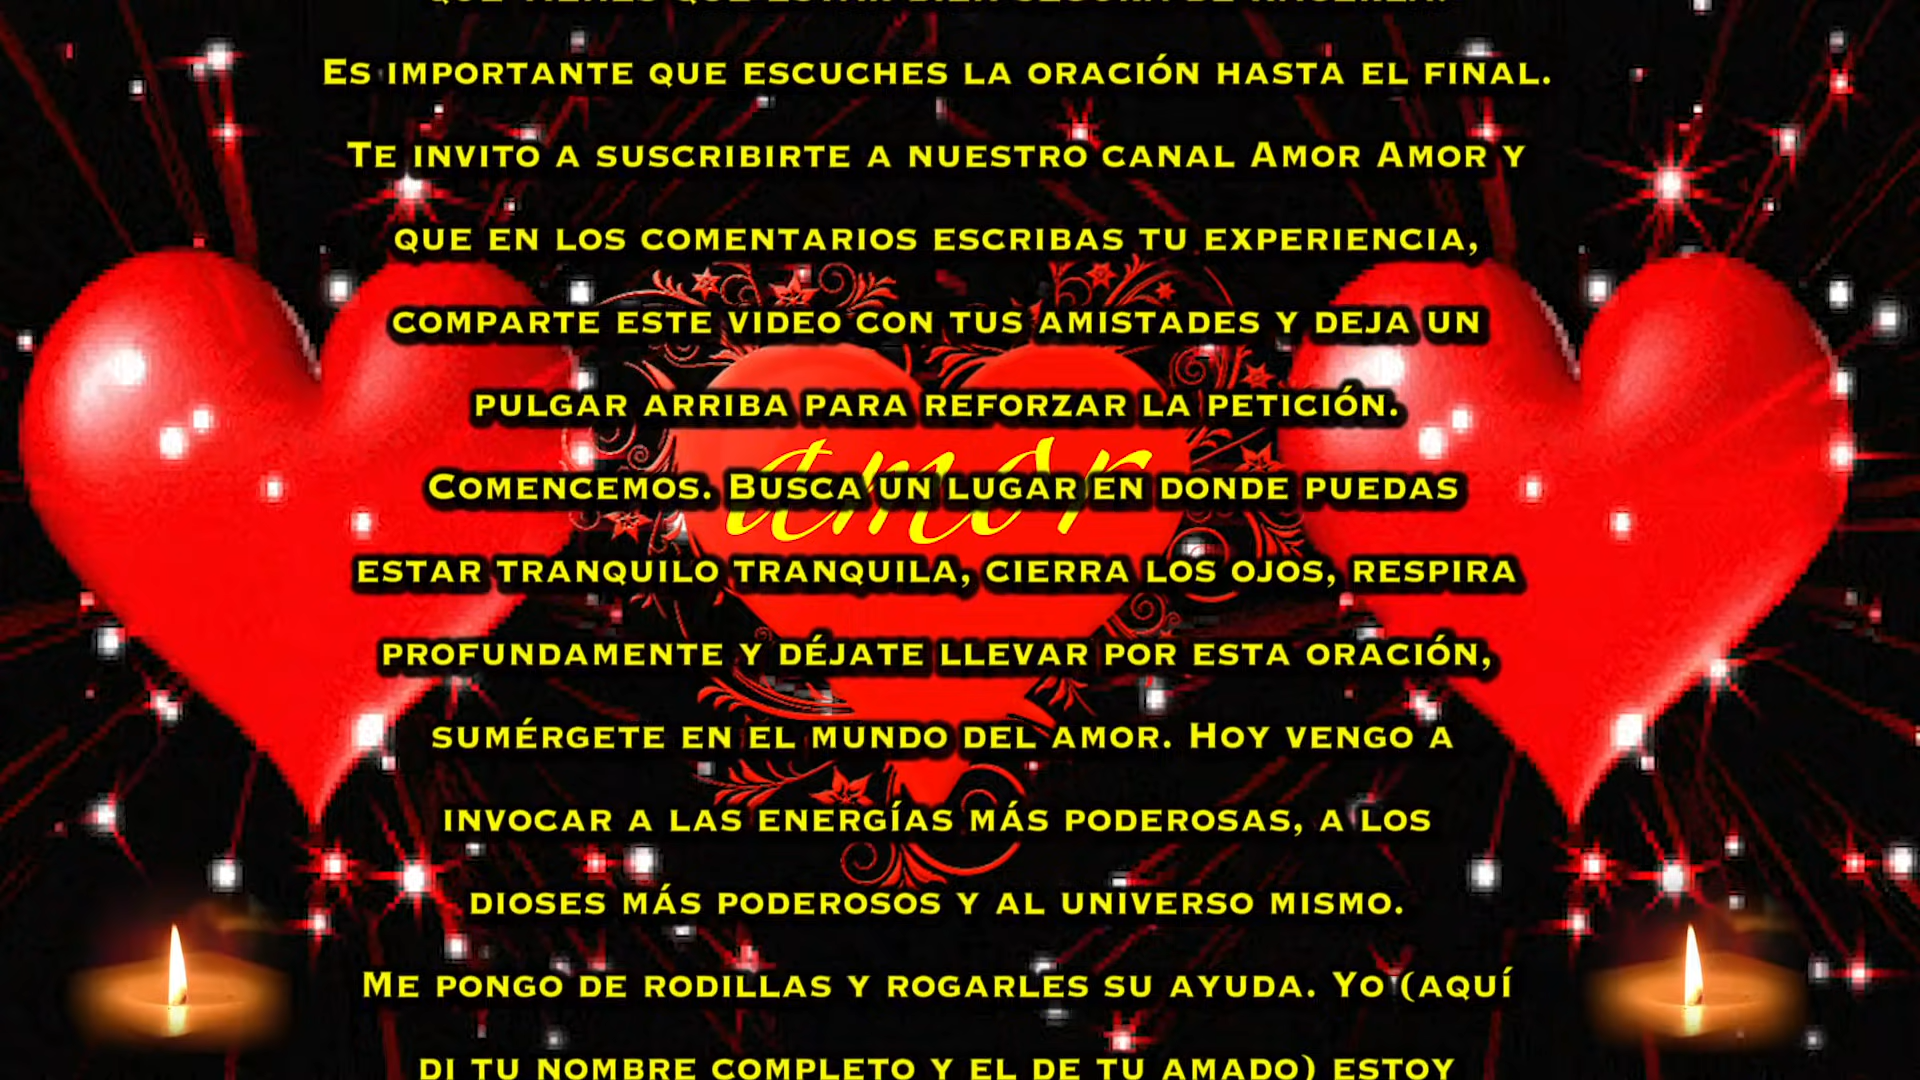 Es importante que escuches la oración hasta el final.
Te invito a suscribirte a nuestro canal Amor Amor y
que en los comentarios escribas tu experiencia,
comparte este video con tus amistades y deja un
pulgar arriba para reforzar la petición.
amor
Comencemos. Busca un lugar en donde puedas
estar tranquilo tranquila, cierra los ojos, respira
profundamente y déjate llevar por esta oración,
sumérgete en el mundo del amor. Hoy vengo a
invocar a las energías más poderosas, a los
dioses más poderosos y al universo mismo.
Me pongo de rodillas y rogarles su ayuda. Yo (aquí
di tu nombre completo y el de tu amado) estoy